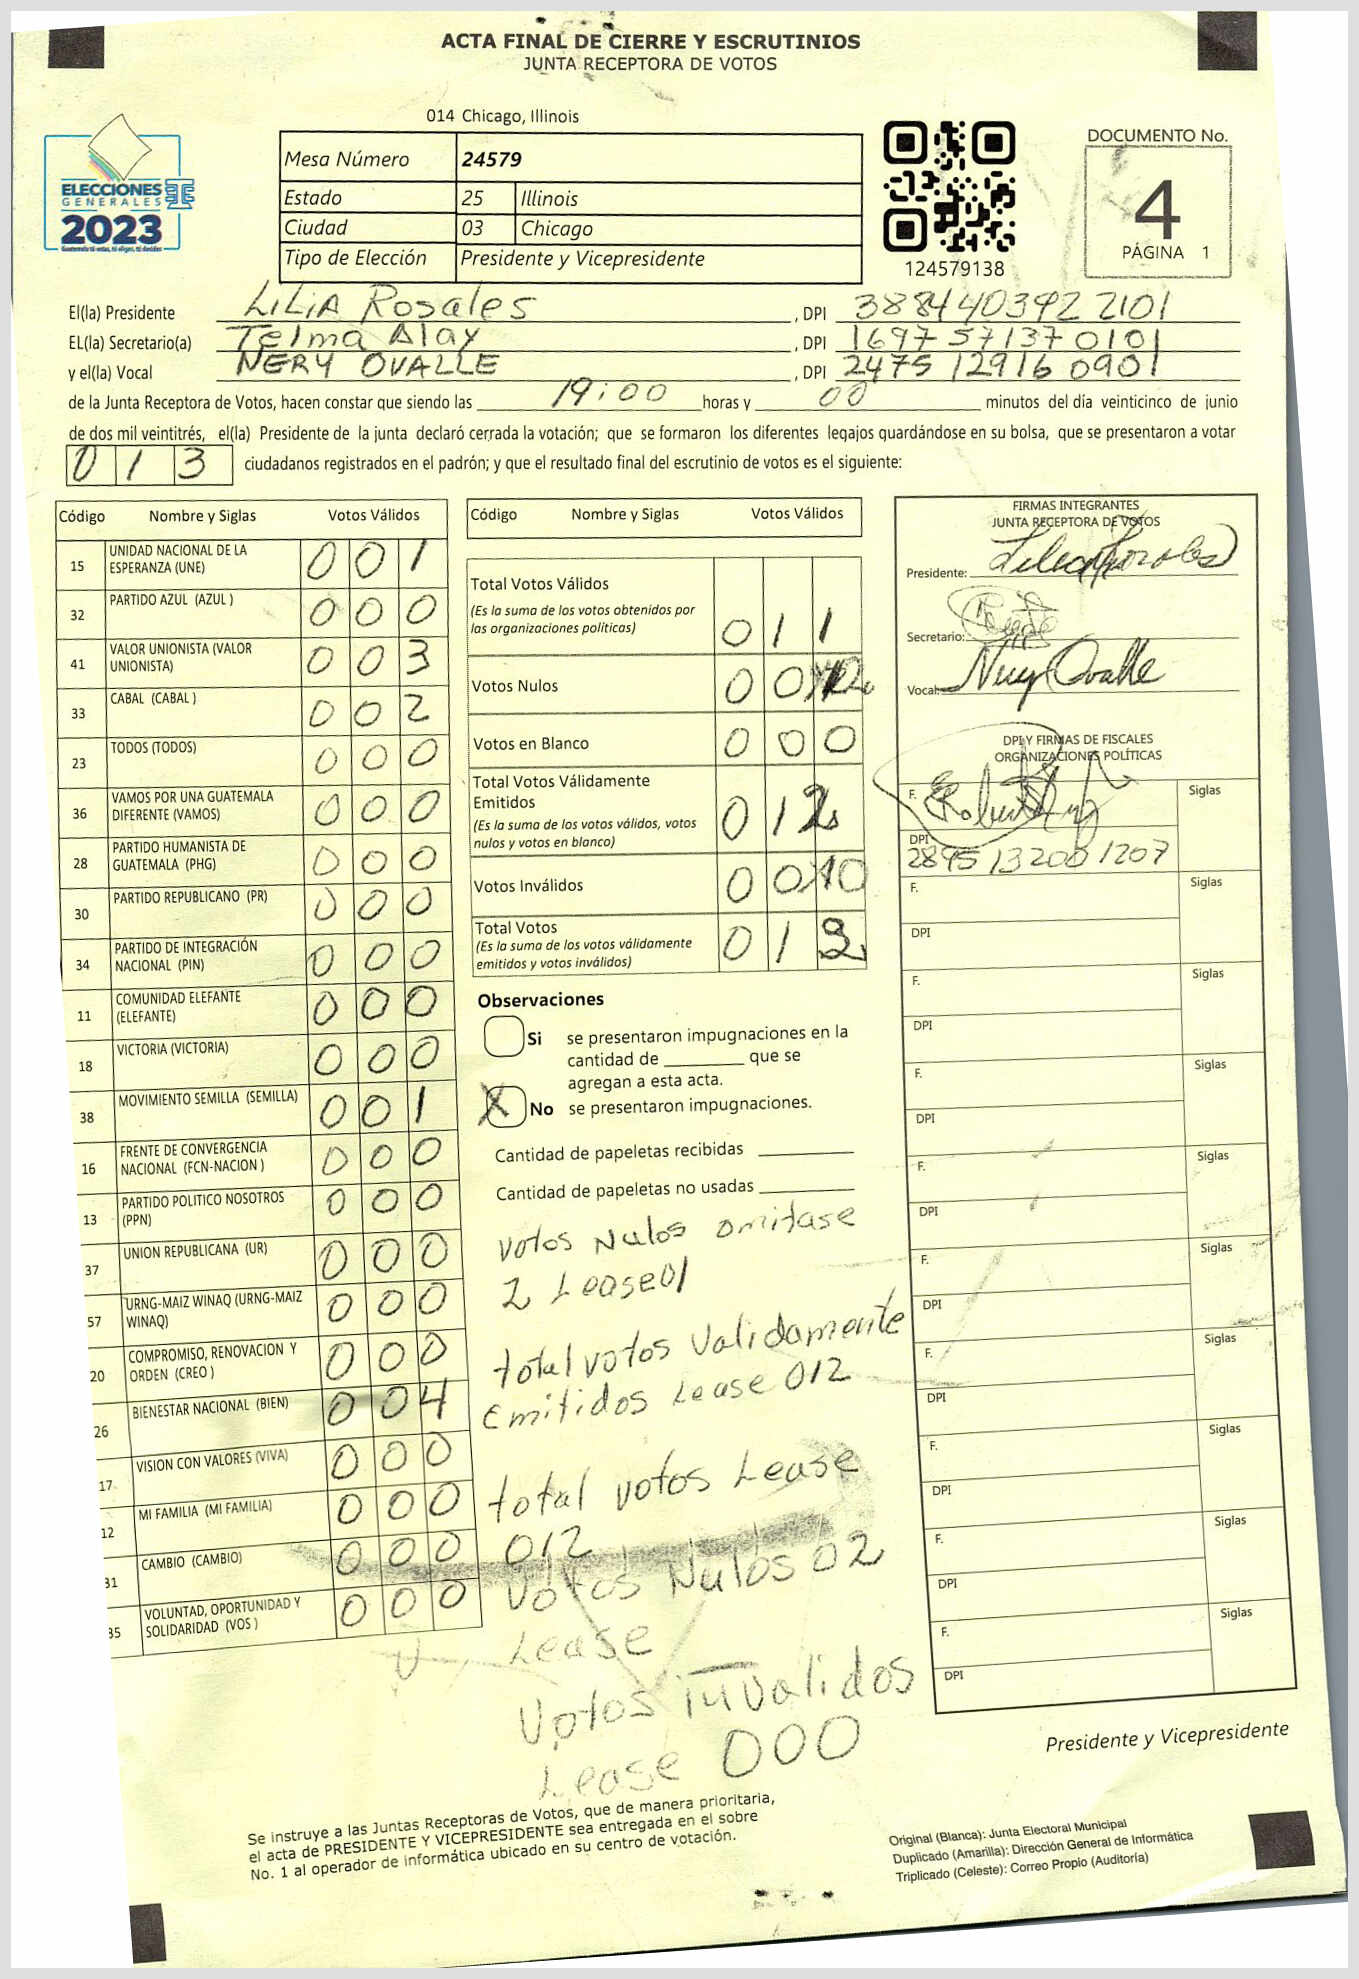 ACTA FINAL DE CIERRE Y ESCRUTINIOS
JUNTA RECEPTORA DE VOTOS
014 Chicago, Illinois
ELECCIONES
GENERALES
2023
Mesa Número 24579
Estado 25 Illinois
Ciudad 03 Chicago
Tipo de Elección Presidente y Vicepresidente
124579138
DOCUMENTO No.
4
PÁGINA 1
El(la) Presidente LILIA Rosales , DPI 3884403922101
EL(la) Secretario(a) Telma Alay , DPI 1697 57137 0101
y el(la) Vocal NERY OVALLE , DPI 2475 12916 0901
de la Junta Receptora de Votos, hacen constar que siendo las 19:00 horas y 00 minutos del día veinticinco de junio
de dos mil veintitrés, el(la) Presidente de la junta declaró cerrada la votación; que se formaron los diferentes legajos guardándose en su bolsa, que se presentaron a votar
0 1 3 ciudadanos registrados en el padrón; y que el resultado final del escrutinio de votos es el siguiente:
Código Nombre y Siglas Votos Válidos
15 UNIDAD NACIONAL DE LA ESPERANZA (UNE) 0 0 1
32 PARTIDO AZUL (AZUL ) 0 0 0
41 VALOR UNIONISTA (VALOR UNIONISTA) 0 0 3
33 CABAL (CABAL ) 0 0 2
23 TODOS (TODOS) 0 0 0
36 VAMOS POR UNA GUATEMALA DIFERENTE (VAMOS) 0 0 0
28 PARTIDO HUMANISTA DE GUATEMALA (PHG) 0 0 0
30 PARTIDO REPUBLICANO (PR) 0 0 0
34 PARTIDO DE INTEGRACIÓN NACIONAL (PIN) 0 0 0
11 COMUNIDAD ELEFANTE (ELEFANTE) 0 0 0
18 VICTORIA (VICTORIA) 0 0 0
38 MOVIMIENTO SEMILLA (SEMILLA) 0 0 1
16 FRENTE DE CONVERGENCIA NACIONAL (FCN-NACION ) 0 0 0
13 PARTIDO POLITICO NOSOTROS (PPN) 0 0 0
37 UNION REPUBLICANA (UR) 0 0 0
57 URNG-MAIZ WINAQ (URNG-MAIZ WINAQ) 0 0 0
20 COMPROMISO, RENOVACION Y ORDEN (CREO ) 0 0 0
26 BIENESTAR NACIONAL (BIEN) 0 0 4
17 VISION CON VALORES (VIVA) 0 0 0
12 MI FAMILIA (MI FAMILIA) 0 0 0
31 CAMBIO (CAMBIO) 0 0 0
35 VOLUNTAD, OPORTUNIDAD Y SOLIDARIDAD (VOS ) 0 0 0
Código Nombre y Siglas Votos Válidos
Total Votos Válidos
(Es la suma de los votos obtenidos por
las organizaciones políticas) 0 1 1
Votos Nulos 0 0
Votos en Blanco 0 0 0
Total Votos Válidamente
Emitidos
(Es la suma de los votos válidos, votos
nulos y votos en blanco) 0 1 2
Votos Inválidos 0 0 0
Total Votos
(Es la suma de los votos válidamente
emitidos y votos inválidos) 0 1
Observaciones
Si se presentaron impugnaciones en la
cantidad de ________ que se
agregan a esta acta.
X No se presentaron impugnaciones.
Cantidad de papeletas recibidas ________
Cantidad de papeletas no usadas ________
votos Nulos omitase
2 Lease 01
total votos validamente
Emitidos Lease 012
total votos Lease
012
Votos Nulos 02
Lease
Votos inValidos
Lease 000
FIRMAS INTEGRANTES
JUNTA RECEPTORA DE VOTOS
Presidente:
Secretario:
Vocal: Nery Ovalle
DPI Y FIRMAS DE FISCALES
ORGANIZACIONES POLÍTICAS
F. Siglas
DPI 2895 13200 1207
F. Siglas
DPI
F. Siglas
DPI
F. Siglas
DPI
F. Siglas
DPI
F. Siglas
DPI
F. Siglas
DPI
F. Siglas
DPI
F. Siglas
DPI
F. Siglas
DPI
Presidente y Vicepresidente
Se instruye a las Juntas Receptoras de Votos, que de manera prioritaria,
el acta de PRESIDENTE Y VICEPRESIDENTE sea entregada en el sobre
No. 1 al operador de informática ubicado en su centro de votación.
Original (Blanca): Junta Electoral Municipal
Duplicado (Amarilla): Dirección General de Informática
Triplicado (Celeste): Correo Propio (Auditoría)